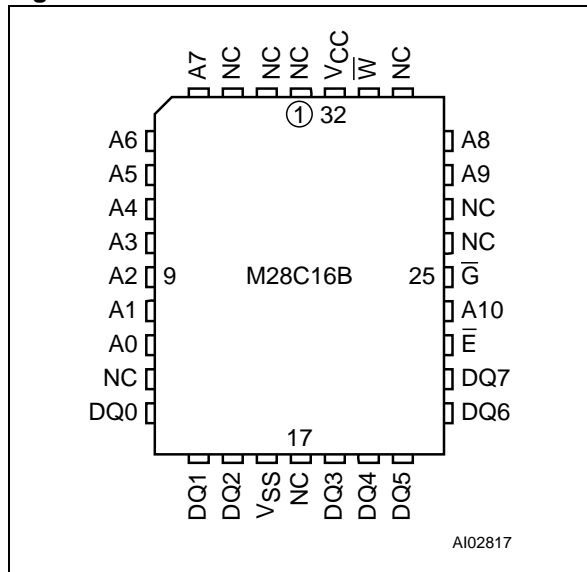 A7 NC NC NC VCC W̅ NC
① 32
A6 A8
A5 A9
A4 NC
A3 NC
A2 9 M28C16B 25 G̅
A1 A10
A0 E̅
NC DQ7
DQ0 DQ6
17
DQ1 DQ2 VSS NC DQ3 DQ4 DQ5
AI02817